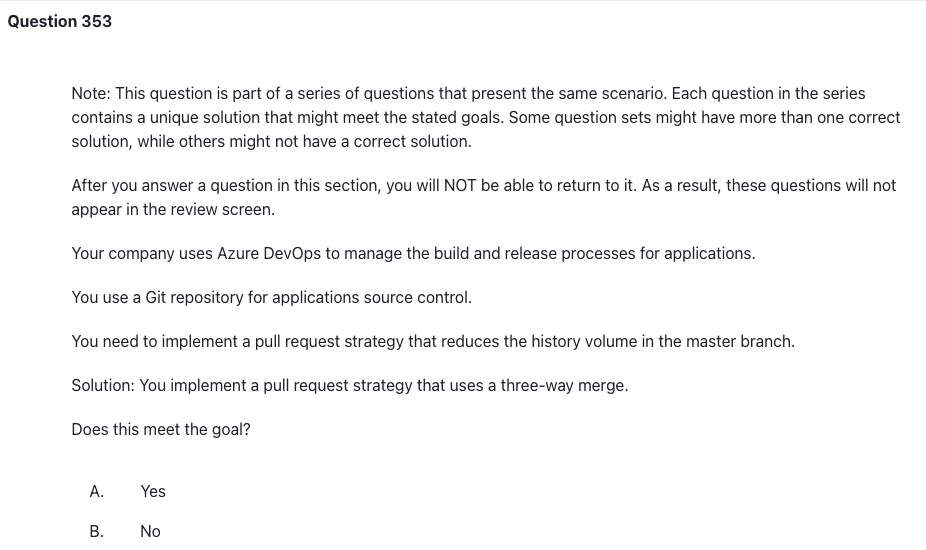 Question 353
Note: This question is part of a series of questions that present the same scenario. Each question in the series
contains a unique solution that might meet the stated goals. Some question sets might have more than one correct
solution, while others might not have a correct solution.
After you answer a question in this section, you will NOT be able to return to it. As a result, these questions will not
appear in the review screen.
Your company uses Azure DevOps to manage the build and release processes for applications.
You use a Git repository for applications source control.
You need to implement a pull request strategy that reduces the history volume in the master branch.
Solution: You implement a pull request strategy that uses a three-way merge.
Does this meet the goal?
A. Yes
B. No